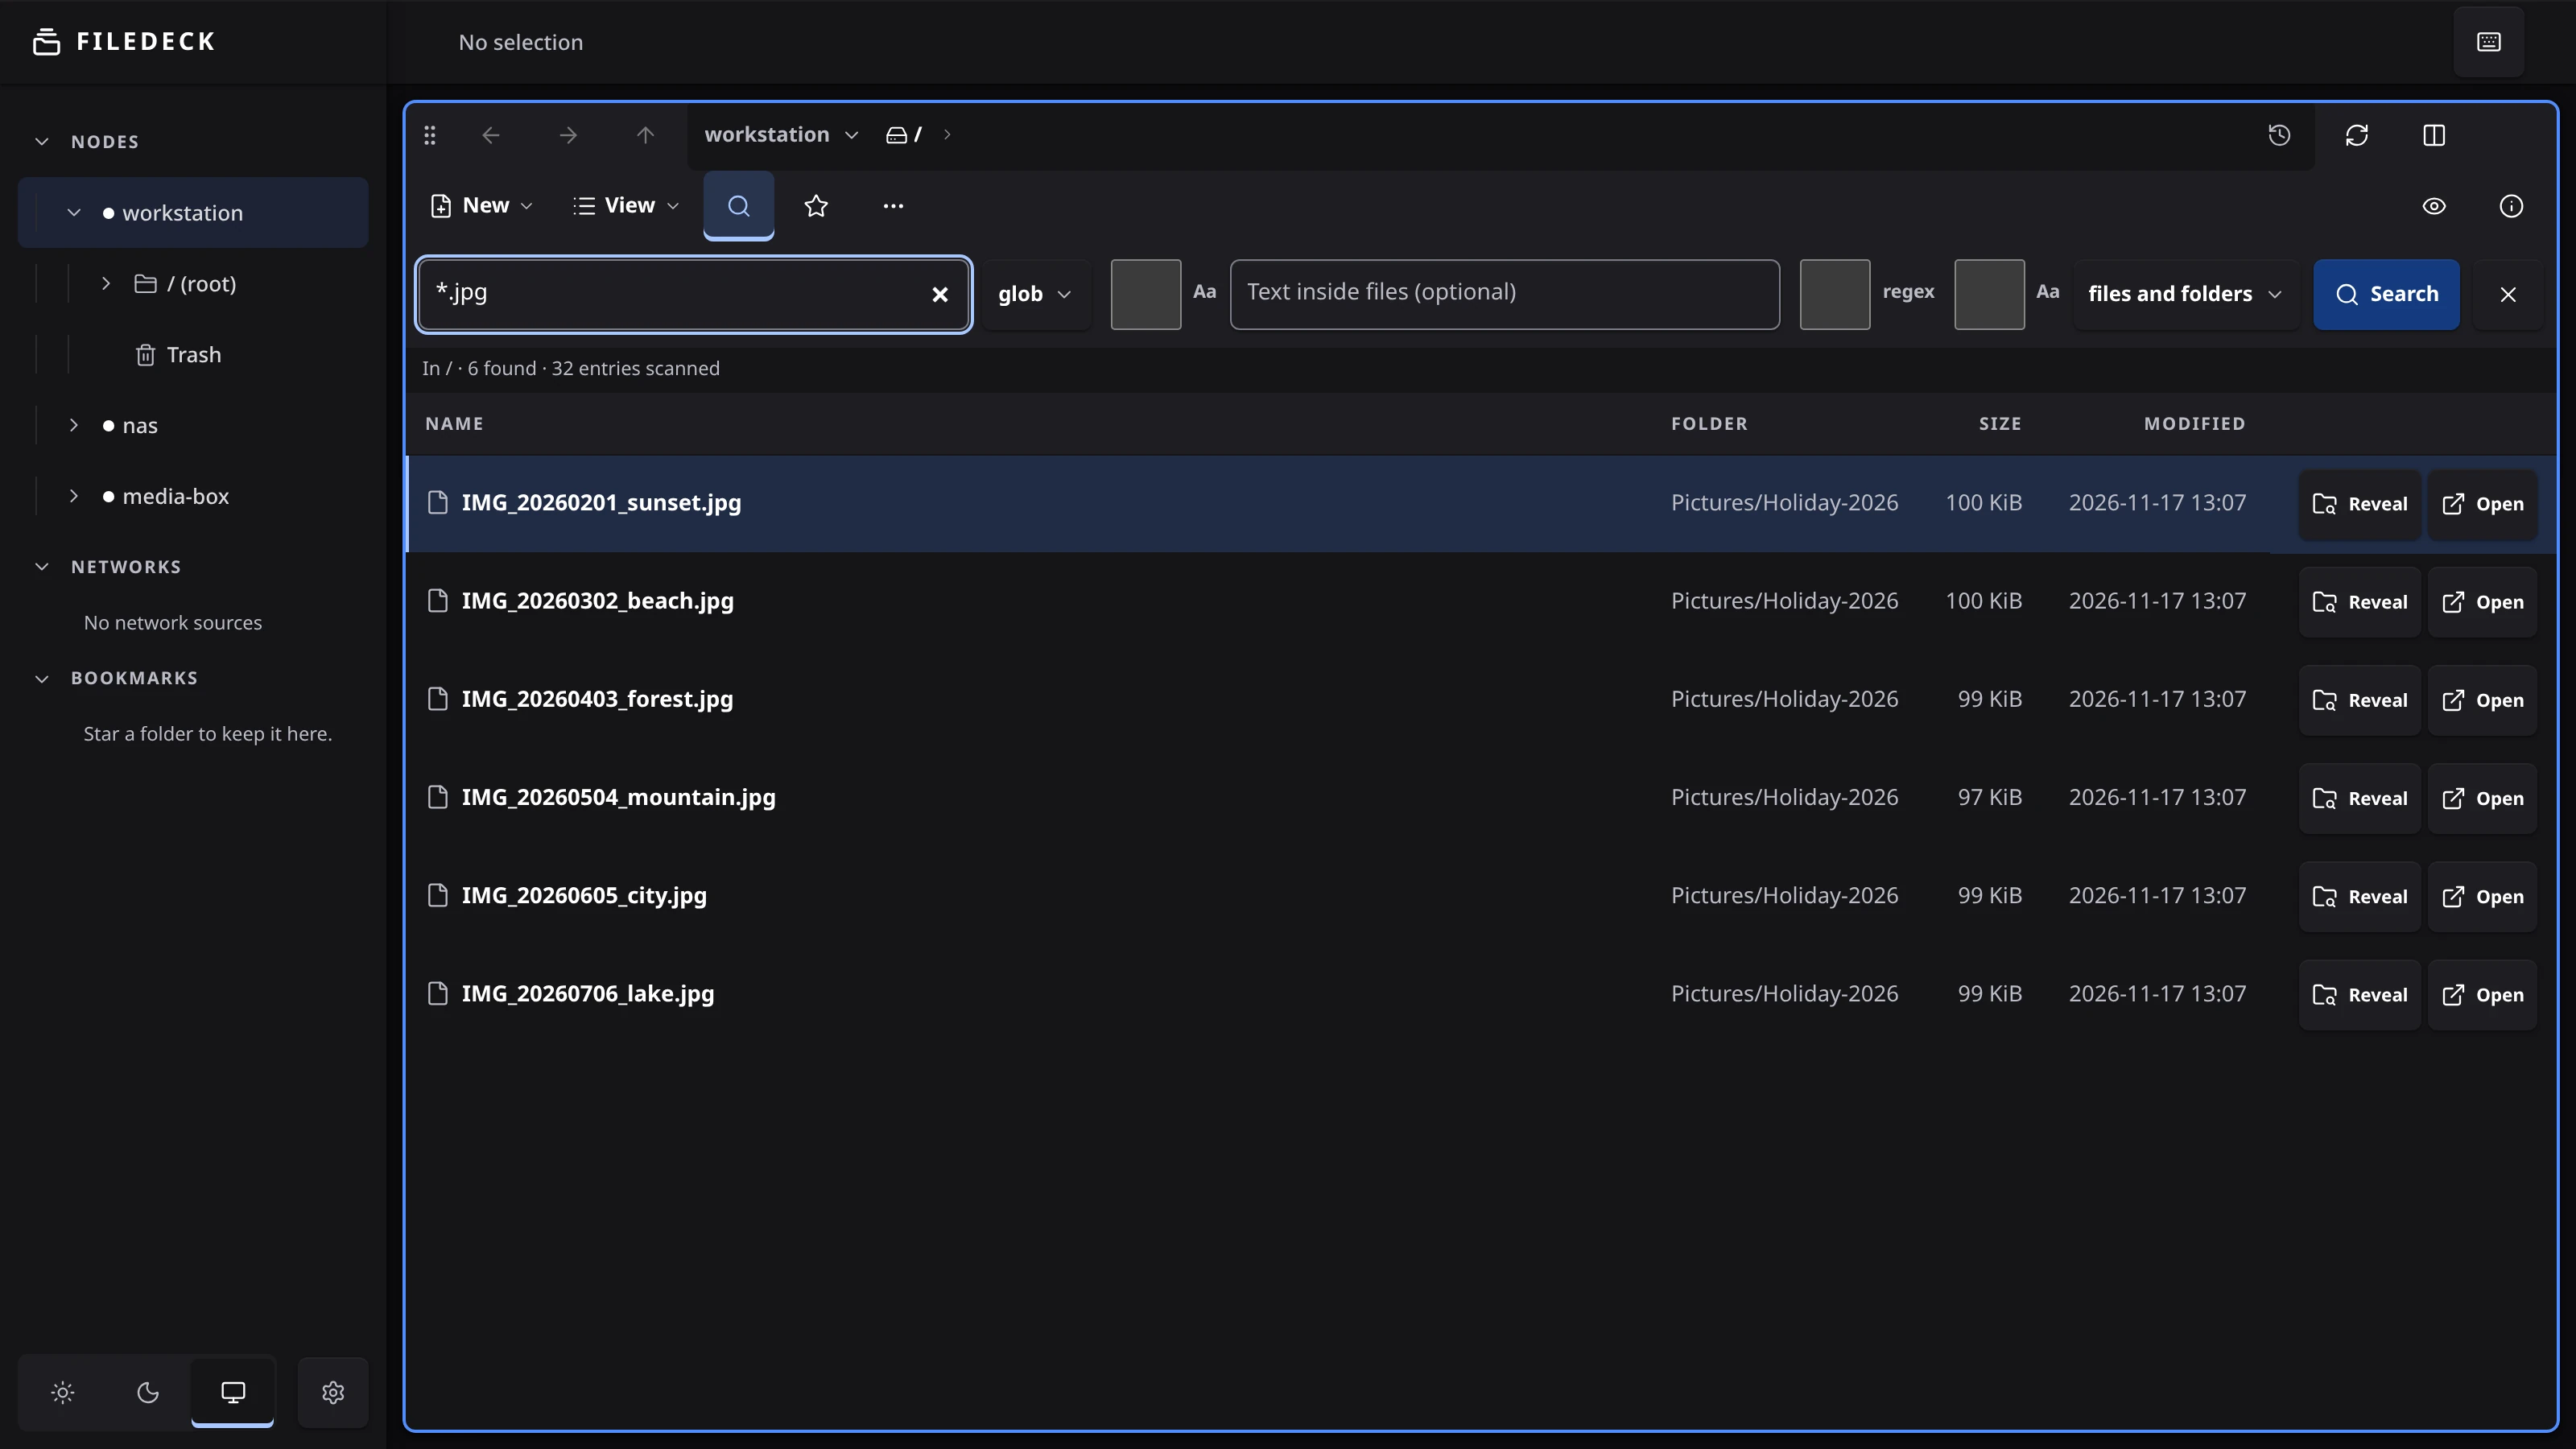 FILEDECK
No selection
NODES
workstation
/ (root)
Trash
nas
media-box
NETWORKS
No network sources
BOOKMARKS
Star a folder to keep it here.
workstation / 
New View
*.jpg glob Aa Text inside files (optional) regex Aa files and folders Search
In / · 6 found · 32 entries scanned
NAME FOLDER SIZE MODIFIED
IMG_20260201_sunset.jpg Pictures/Holiday-2026 100 KiB 2026-11-17 13:07 Reveal Open
IMG_20260302_beach.jpg Pictures/Holiday-2026 100 KiB 2026-11-17 13:07 Reveal Open
IMG_20260403_forest.jpg Pictures/Holiday-2026 99 KiB 2026-11-17 13:07 Reveal Open
IMG_20260504_mountain.jpg Pictures/Holiday-2026 97 KiB 2026-11-17 13:07 Reveal Open
IMG_20260605_city.jpg Pictures/Holiday-2026 99 KiB 2026-11-17 13:07 Reveal Open
IMG_20260706_lake.jpg Pictures/Holiday-2026 99 KiB 2026-11-17 13:07 Reveal Open